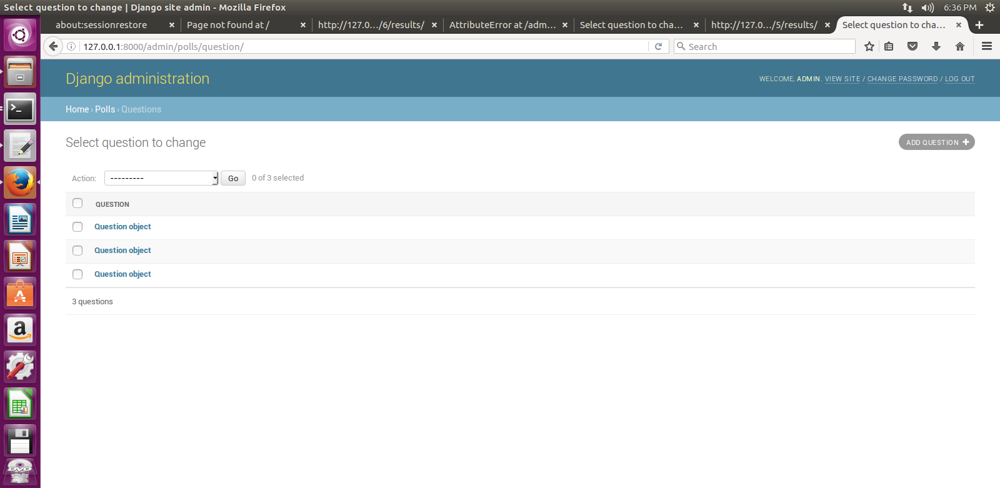 Select question to change | Django site admin - Mozilla Firefox
6:36 PM
about:sessionrestore
Page not found at /
http://127.0.../6/results/
AttributeError at /adm...
Select question to cha...
http://127.0.../5/results/
Select question to cha...
127.0.0.1:8000/admin/polls/question/
Search
Django administration
WELCOME, ADMIN. VIEW SITE / CHANGE PASSWORD / LOG OUT
Home › Polls › Questions
Select question to change
ADD QUESTION +
Action:
---------
Go
0 of 3 selected
QUESTION
Question object
Question object
Question object
3 questions
DVD